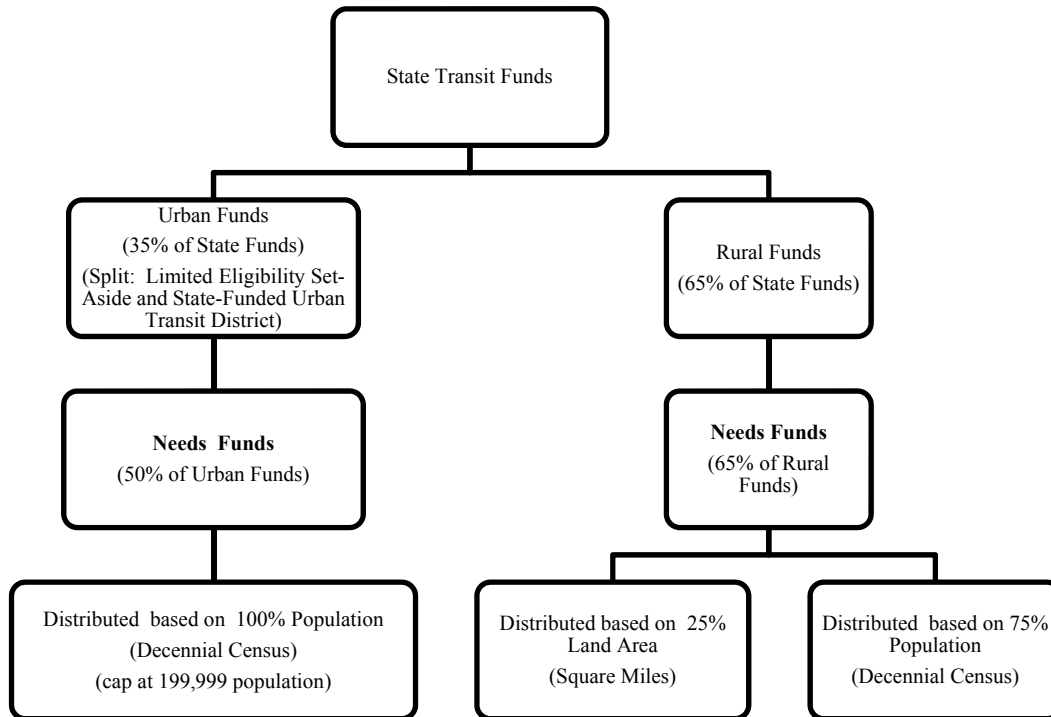 State Transit Funds
Urban Funds
(35% of State Funds)
(Split: Limited Eligibility Set-
Aside and State-Funded Urban
Transit District)
Rural Funds
(65% of State Funds)
Needs Funds
(50% of Urban Funds)
Needs Funds
(65% of Rural
Funds)
Distributed based on 100% Population
(Decennial Census)
(cap at 199,999 population)
Distributed based on 25%
Land Area
(Square Miles)
Distributed based on 75%
Population
(Decennial Census)